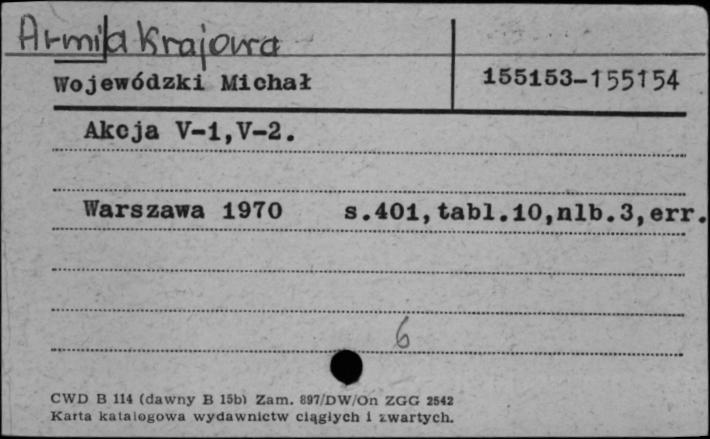 Armia Krajowa
Wojewódzki Michał 155153-155154
Akcja V-1,V-2.
Warszawa 1970 s.401,tabl.10,nlb.3,err.
6
CWD B 114 (dawny B 15b) Zam. 897/DW/On ZGG 2542
Karta katalogowa wydawnictw ciągłych i zwartych.